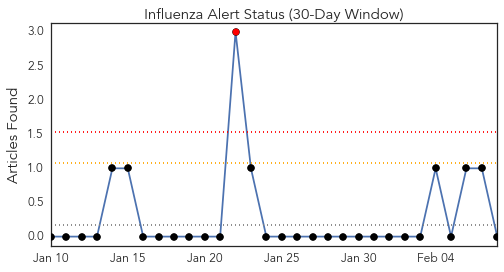 Influenza Alert Status (30-Day Window)
Articles Found
3.0
2.5
2.0
1.5
1.0
0.5
0.0
Jan 10 Jan 15 Jan 20 Jan 25 Jan 30 Feb 04